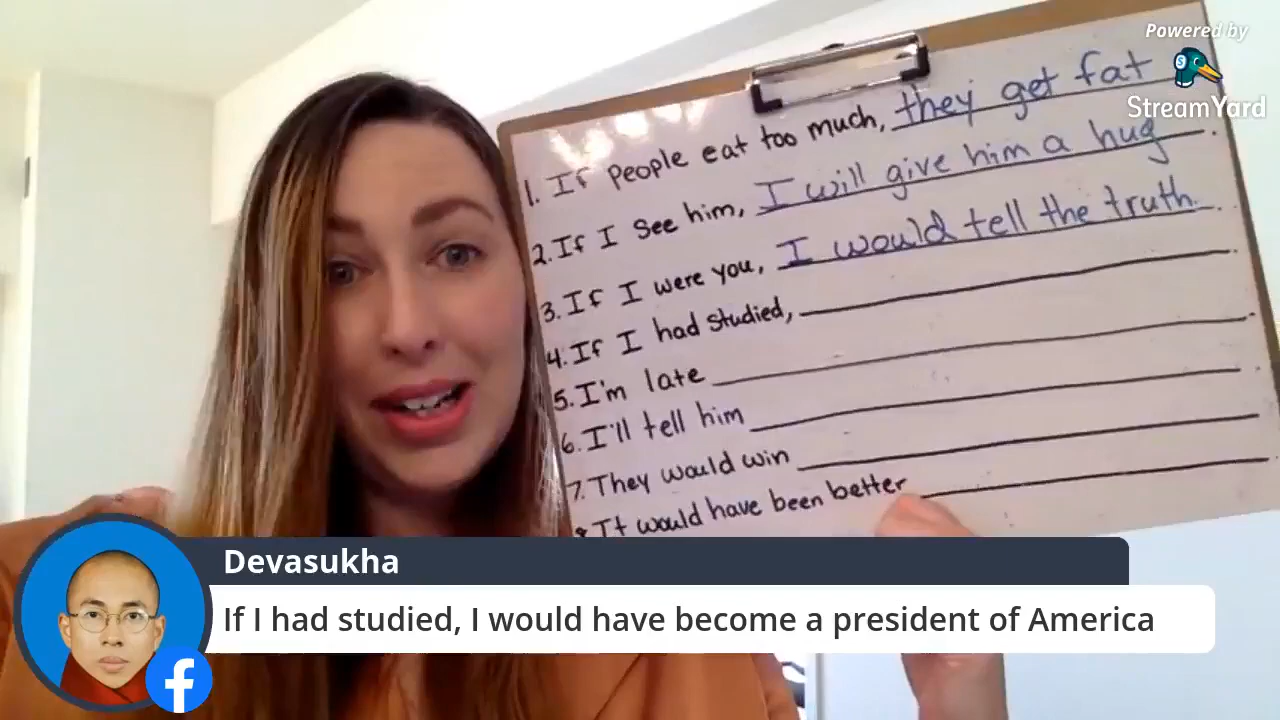 Powered by
StreamYard
1. If people eat too much, they get fat
2. If I see him, I will give him a hug.
3. If I were you, I would tell the truth.
4. If I had studied,
5. I'm late
6. I'll tell him
7. They would win
8 It would have been better
Devasukha
If I had studied, I would have become a president of America